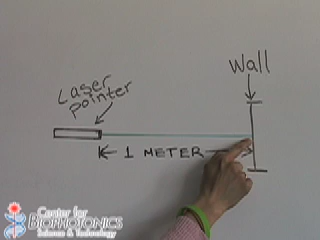 Laser
Pointer
Wall
1 METER
Center for
BIOPHOTONICS
Science & Technology